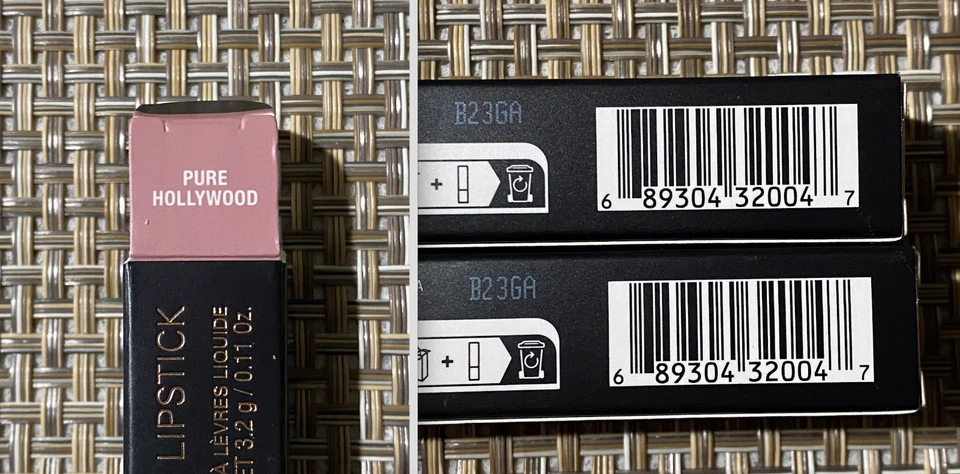 PURE
HOLLYWOOD
LIPSTICK
À LÈVRES LIQUIDE
3.2 g / 0.11 Oz.
B23GA
+
6 89304 32004 7
B23GA
+
6 89304 32004 7